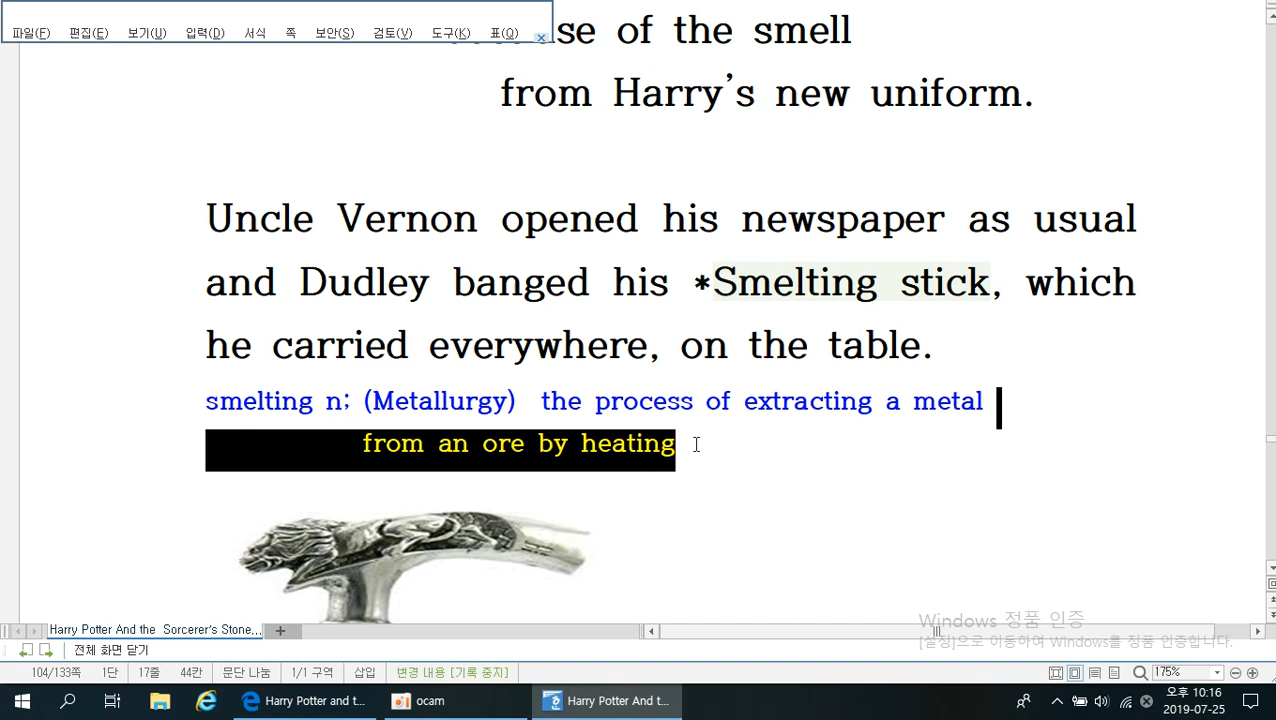 파일(F) 편집(E) 보기(U) 입력(D) 서식 쪽 보안(S) 검토(V) 도구(K) 표(Q)
se of the smell
from Harry's new uniform.
Uncle Vernon opened his newspaper as usual
and Dudley banged his *Smelting stick, which
he carried everywhere, on the table.
smelting n; (Metallurgy) the process of extracting a metal
from an ore by heating
Windows 정품 인증
[설정]으로 이동하여 Windows를 정품 인증합니다.
Harry Potter And the Sorcerer's Stone,...
전체 화면 닫기
104/133쪽 1단 17줄 44칸 문단 나눔 1/1 구역 삽입 변경 내용 [기록 중지] 175%
Harry Potter and t... ocam Harry Potter And t... 오후 10:16
2019-07-25